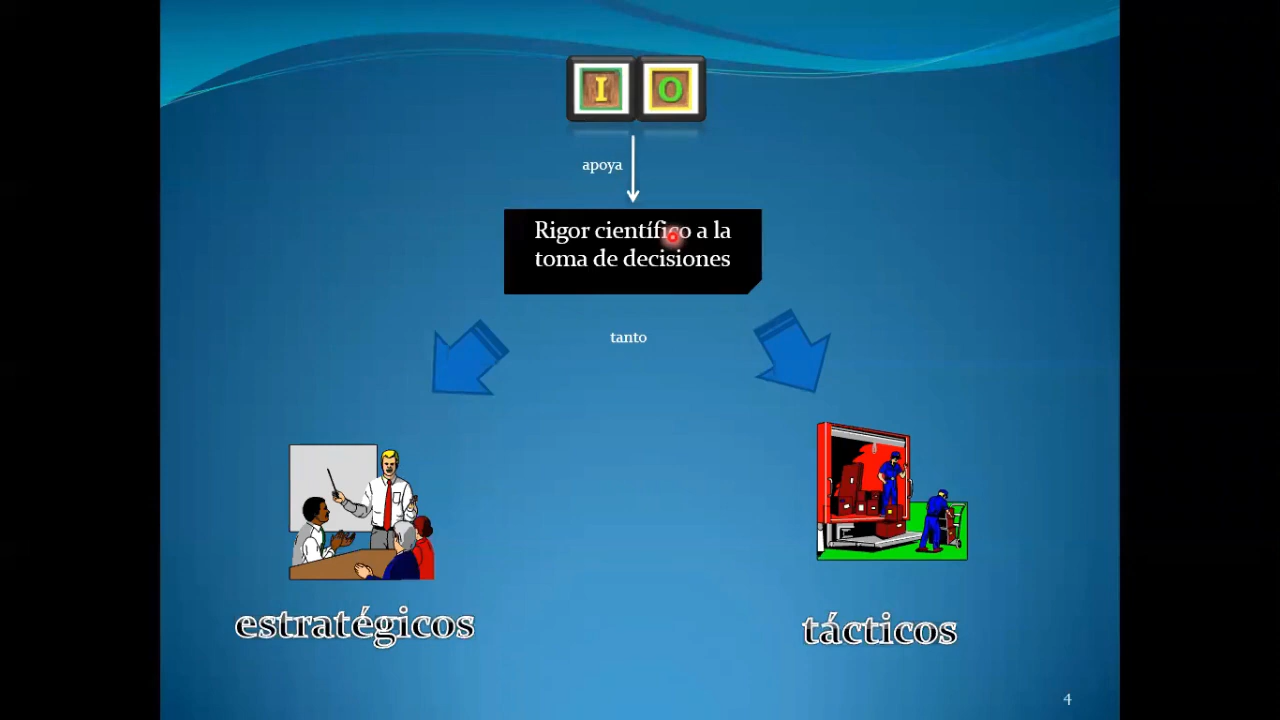 I O
apoya
Rigor científico a la
toma de decisiones
tanto
estratégicos
tácticos
4